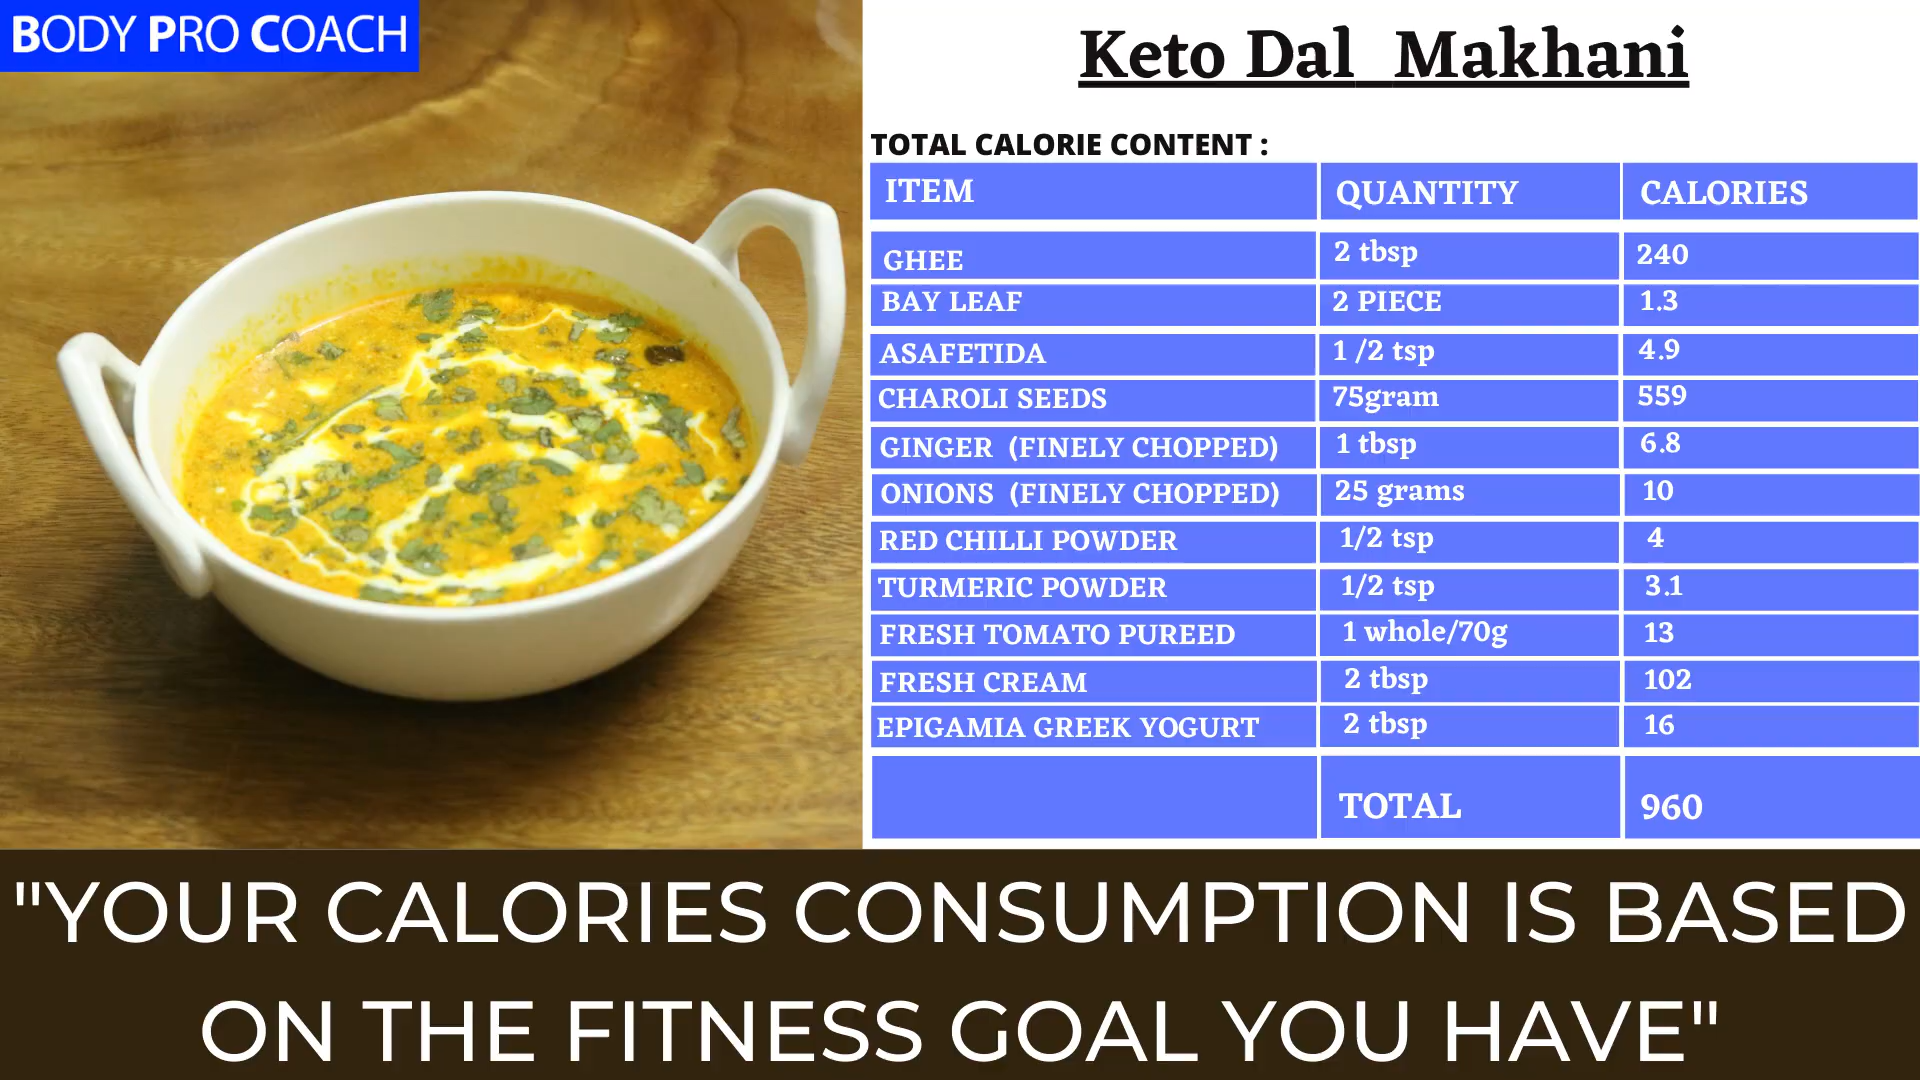 BODY PRO COACH
Keto Dal Makhani
TOTAL CALORIE CONTENT :
ITEM QUANTITY CALORIES
GHEE 2 tbsp 240
BAY LEAF 2 PIECE 1.3
ASAFETIDA 1 /2 tsp 4.9
CHAROLI SEEDS 75gram 559
GINGER (FINELY CHOPPED) 1 tbsp 6.8
ONIONS (FINELY CHOPPED) 25 grams 10
RED CHILLI POWDER 1/2 tsp 4
TURMERIC POWDER 1/2 tsp 3.1
FRESH TOMATO PUREED 1 whole/70g 13
FRESH CREAM 2 tbsp 102
EPIGAMIA GREEK YOGURT 2 tbsp 16
TOTAL 960
"YOUR CALORIES CONSUMPTION IS BASED
ON THE FITNESS GOAL YOU HAVE"